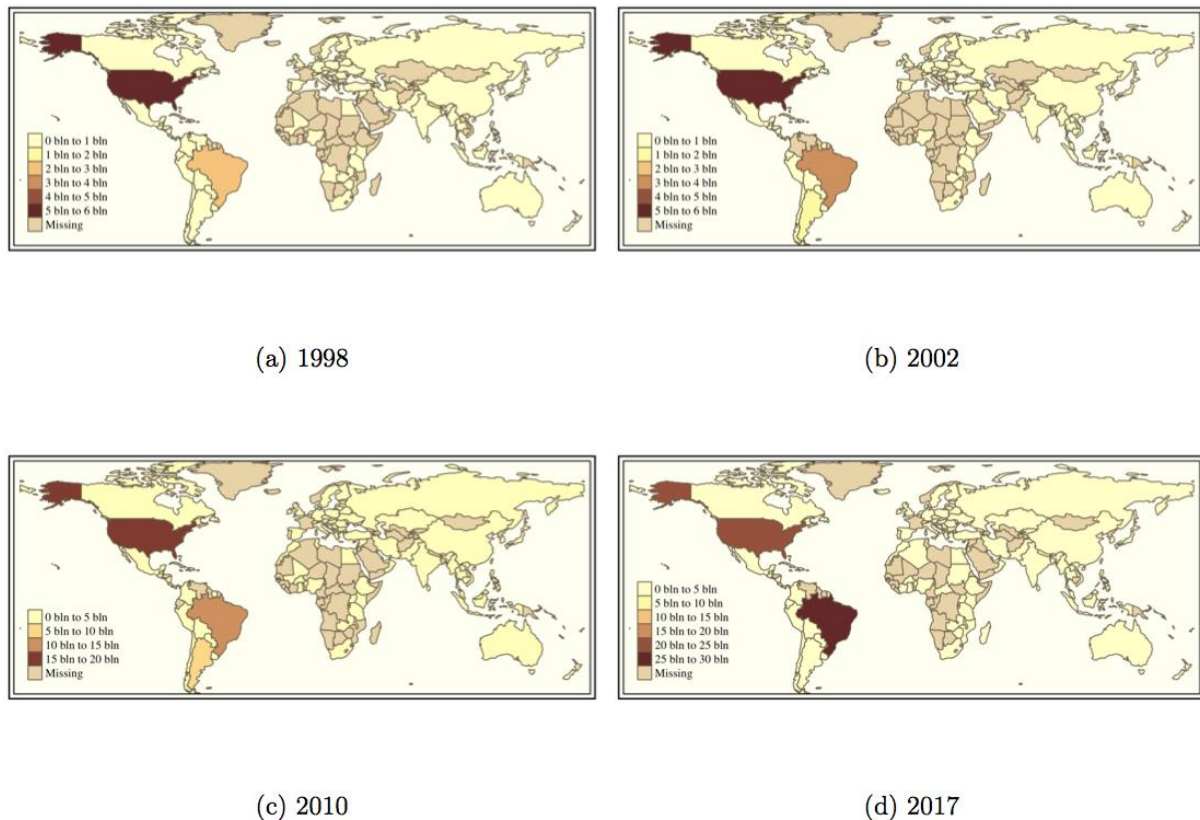 0 bln to 1 bln
1 bln to 2 bln
2 bln to 3 bln
3 bln to 4 bln
4 bln to 5 bln
5 bln to 6 bln
Missing
(a) 1998
0 bln to 1 bln
1 bln to 2 bln
2 bln to 3 bln
3 bln to 4 bln
4 bln to 5 bln
5 bln to 6 bln
Missing
(b) 2002
0 bln to 5 bln
5 bln to 10 bln
10 bln to 15 bln
15 bln to 20 bln
Missing
(c) 2010
0 bln to 5 bln
5 bln to 10 bln
10 bln to 15 bln
15 bln to 20 bln
20 bln to 25 bln
25 bln to 30 bln
Missing
(d) 2017